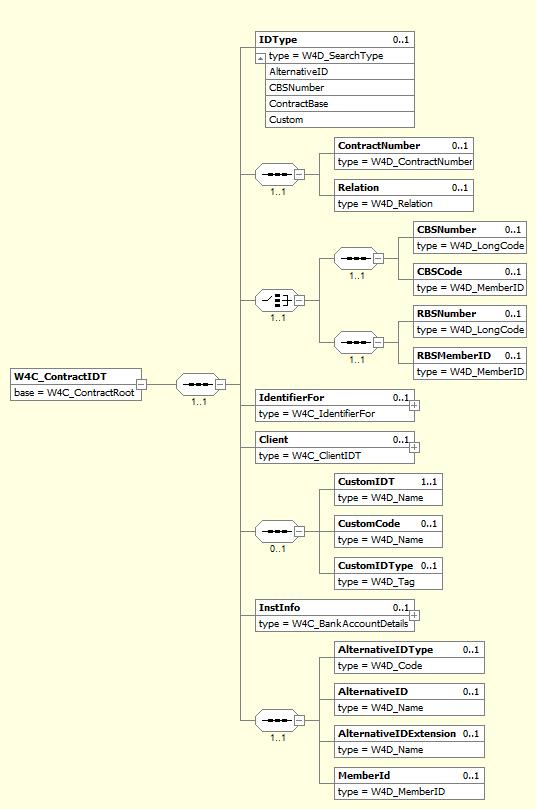 IDType 0..1
type = W4D_SearchType
AlternativeID
CBSNumber
ContractBase
Custom
ContractNumber 0..1
type = W4D_ContractNumber
1..1
Relation 0..1
type = W4D_Relation
CBSNumber 0..1
type = W4D_LongCode
1..1
CBSCode 0..1
type = W4D_MemberID
1..1
RBSNumber 0..1
type = W4D_LongCode
1..1
RBSMemberID 0..1
type = W4D_MemberID
W4C_ContractIDT
base = W4C_ContractRoot
1..1
IdentifierFor 0..1
type = W4C_IdentifierFor
Client 0..1
type = W4C_ClientIDT
CustomIDT 1..1
type = W4D_Name
CustomCode 0..1
type = W4D_Name
0..1
CustomIDType 0..1
type = W4D_Tag
InstInfo 0..1
type = W4C_BankAccountDetails
AlternativeIDType 0..1
type = W4D_Code
AlternativeID 0..1
type = W4D_Name
1..1
AlternativeIDExtension 0..1
type = W4D_Name
MemberId 0..1
type = W4D_MemberID